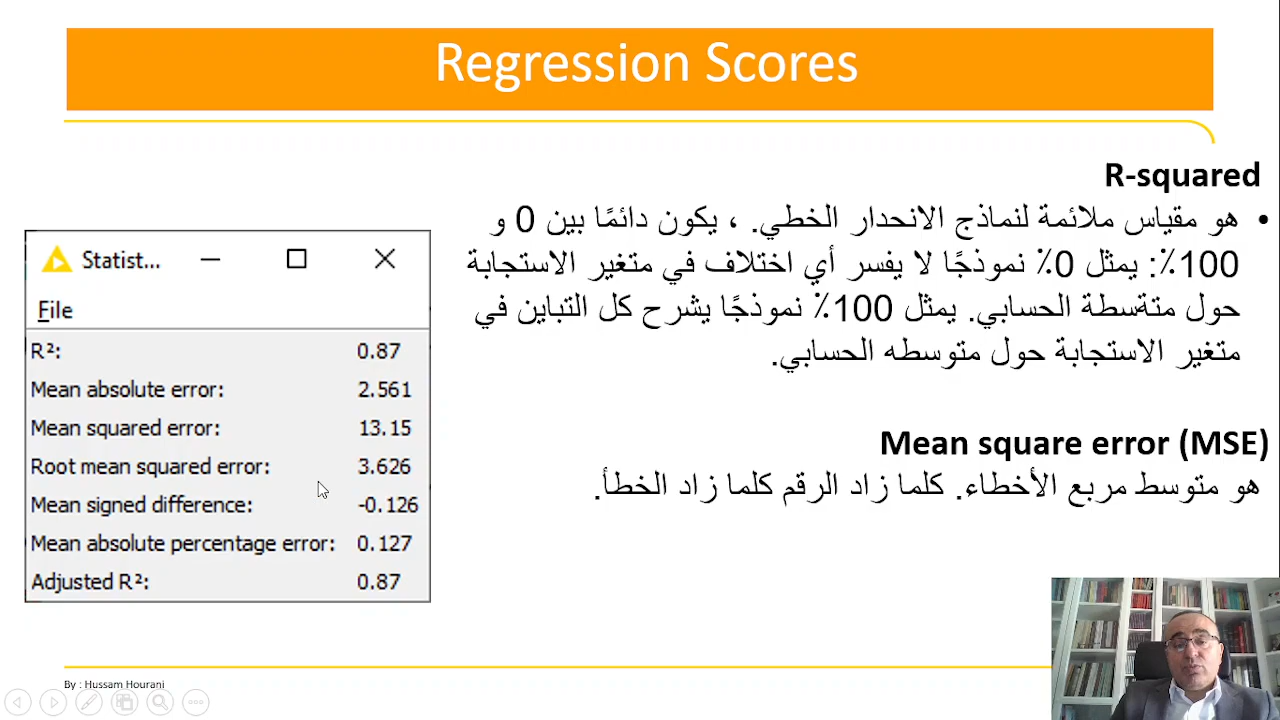 Regression Scores
R-squared
• هو مقياس ملائمة لنماذج الانحدار الخطي. ، يكون دائمًا بين 0 و
100٪: يمثل 0٪ نموذجًا لا يفسر أي اختلاف في متغير الاستجابة
حول متةسطة الحسابي. يمثل 100٪ نموذجًا يشرح كل التباين في
متغير الاستجابة حول متوسطه الحسابي.
Mean square error (MSE)
هو متوسط مربع الأخطاء. كلما زاد الرقم كلما زاد الخطأ.
Statist...
File
R²: 0.87
Mean absolute error: 2.561
Mean squared error: 13.15
Root mean squared error: 3.626
Mean signed difference: -0.126
Mean absolute percentage error: 0.127
Adjusted R²: 0.87
By : Hussam Hourani